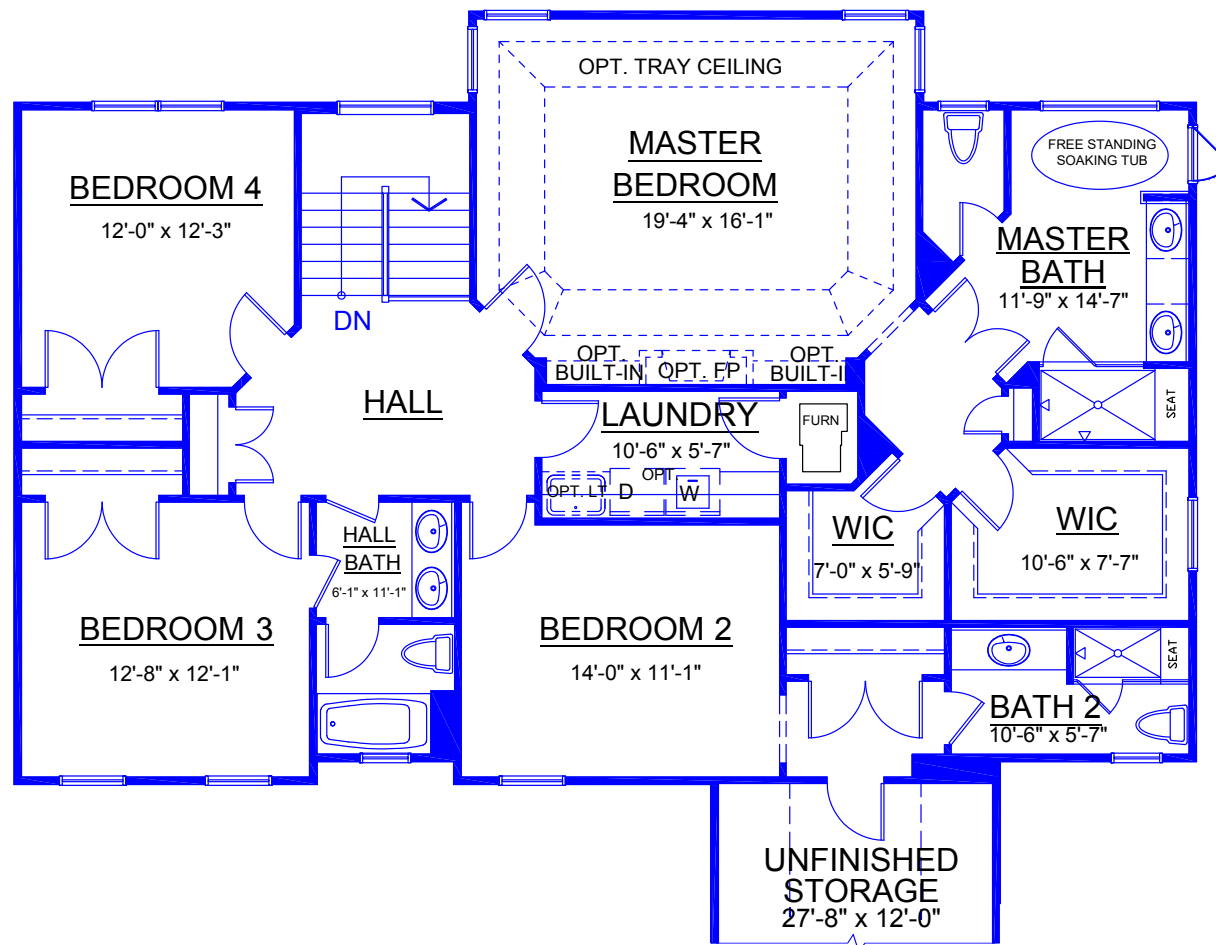 OPT. TRAY CEILING
MASTER
BEDROOM
19'-4" x 16'-1"
FREE STANDING
SOAKING TUB
BEDROOM 4
12'-0" x 12'-3"
MASTER
BATH
11'-9" x 14'-7"
DN
OPT.
BUILT-IN
OPT. FP
OPT.
BUILT-I
HALL
LAUNDRY
10'-6" x 5'-7"
FURN
SEAT
OPT. LT
D
OPT
W
WIC
7'-0" x 5'-9"
WIC
10'-6" x 7'-7"
HALL
BATH
6'-1" x 11'-1"
BEDROOM 3
12'-8" x 12'-1"
BEDROOM 2
14'-0" x 11'-1"
SEAT
BATH 2
10'-6" x 5'-7"
UNFINISHED
STORAGE
27'-8" x 12'-0"